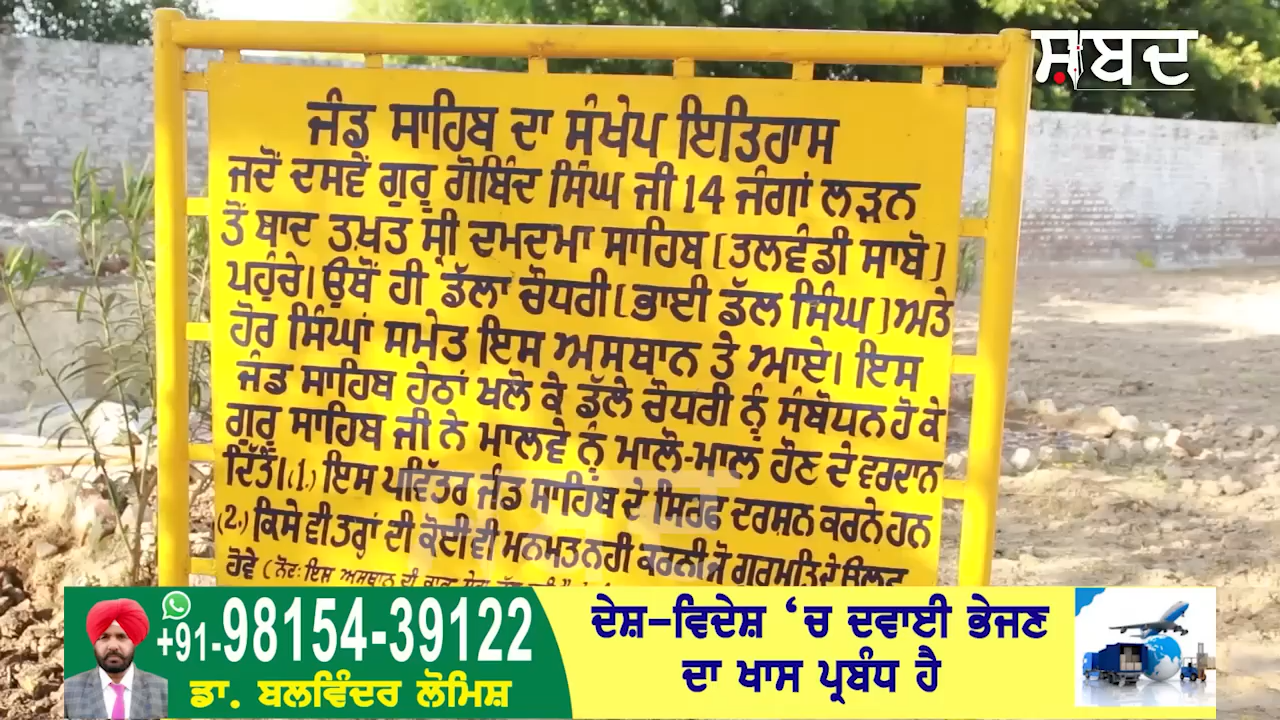 ਸ਼ਬਦ
ਜੰਡ ਸਾਹਿਬ ਦਾ ਸੰਖੇਪ ਇਤਿਹਾਸ
ਜਦੋਂ ਦਸਵੇਂ ਗੁਰੂ ਗੋਬਿੰਦ ਸਿੰਘ ਜੀ 14 ਜੰਗਾਂ ਲੜਨ
ਤੋਂ ਬਾਦ ਤਖ਼ਤ ਸ੍ਰੀ ਦਮਦਮਾ ਸਾਹਿਬ [ਤਲਵੰਡੀ ਸਾਬੋ]
ਪਹੁੰਚੇ। ਉਥੋਂ ਹੀ ਡੱਲਾ ਚੌਧਰੀ [ਭਾਈ ਡੱਲ ਸਿੰਘ] ਅਤੇ
ਹੋਰ ਸਿੰਘਾਂ ਸਮੇਤ ਇਸ ਅਸਥਾਨ ਤੇ ਆਏ। ਇਸ
ਜੰਡ ਸਾਹਿਬ ਹੇਠਾਂ ਖਲੋ ਕੇ ਡੱਲੇ ਚੌਧਰੀ ਨੂੰ ਸੰਬੋਧਨ ਹੋ ਕੇ
ਗੁਰੂ ਸਾਹਿਬ ਜੀ ਨੇ ਮਾਲਵੇ ਨੂੰ ਮਾਲੋ-ਮਾਲ ਹੋਣ ਦੇ ਵਰਦਾਨ
ਦਿੱਤੇ। (1.) ਇਸ ਪਵਿੱਤਰ ਜੰਡ ਸਾਹਿਬ ਦੇ ਸਿਰਫ ਦਰਸ਼ਨ ਕਰਨੇ ਹਨ
(2.) ਕਿਸੇ ਵੀ ਤਰ੍ਹਾਂ ਦੀ ਕੋਈ ਵੀ ਮਨਮਤ ਨਹੀ ਕਰਨੀ ਜੋ ਗੁਰਮਤਿ ਦੇ
ਹੋਵੇ (ਨੋਟ: ਇਸ ਅਸਥਾਨ ਦੀ
+91-98154-39122
ਡਾ. ਬਲਵਿੰਦਰ ਲੋਮਿਸ਼
ਦੇਸ਼-ਵਿਦੇਸ਼ ‘ਚ ਦਵਾਈ ਭੇਜਣ
ਦਾ ਖਾਸ ਪ੍ਰਬੰਧ ਹੈ